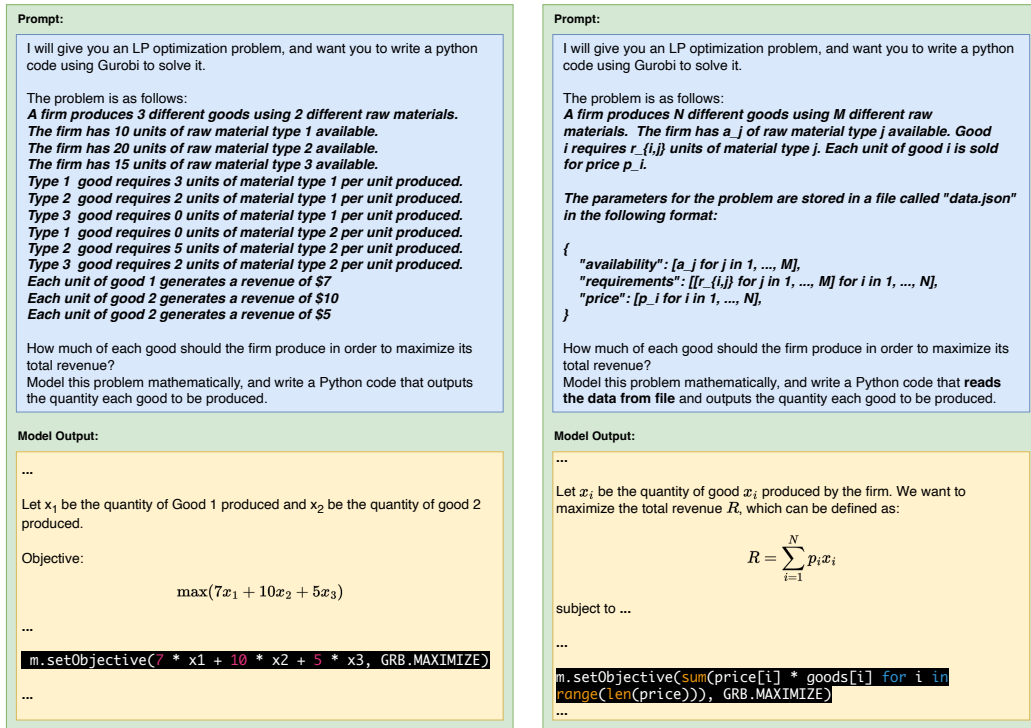 Prompt:
I will give you an LP optimization problem, and want you to write a python
code using Gurobi to solve it.
The problem is as follows:
A firm produces 3 different goods using 2 different raw materials.
The firm has 10 units of raw material type 1 available.
The firm has 20 units of raw material type 2 available.
The firm has 15 units of raw material type 3 available.
Type 1 good requires 3 units of material type 1 per unit produced.
Type 2 good requires 2 units of material type 1 per unit produced.
Type 3 good requires 0 units of material type 1 per unit produced.
Type 1 good requires 0 units of material type 2 per unit produced.
Type 2 good requires 5 units of material type 2 per unit produced.
Type 3 good requires 2 units of material type 2 per unit produced.
Each unit of good 1 generates a revenue of $7
Each unit of good 2 generates a revenue of $10
Each unit of good 2 generates a revenue of $5
How much of each good should the firm produce in order to maximize its
total revenue?
Model this problem mathematically, and write a Python code that outputs
the quantity each good to be produced.
Model Output:
...
Let x₁ be the quantity of Good 1 produced and x₂ be the quantity of good 2
produced.
Objective:
max(7x₁ + 10x₂ + 5x₃)
...
m.setObjective(7 * x1 + 10 * x2 + 5 * x3, GRB.MAXIMIZE)
...
Prompt:
I will give you an LP optimization problem, and want you to write a python
code using Gurobi to solve it.
The problem is as follows:
A firm produces N different goods using M different raw
materials. The firm has a_j of raw material type j available. Good
i requires r_{i,j} units of material type j. Each unit of good i is sold
for price p_i.
The parameters for the problem are stored in a file called "data.json"
in the following format:
{
"availability": [a_j for j in 1, ..., M],
"requirements": [[r_{i,j} for j in 1, ..., M] for i in 1, ..., N],
"price": [p_i for i in 1, ..., N],
}
How much of each good should the firm produce in order to maximize its
total revenue?
Model this problem mathematically, and write a Python code that reads
the data from file and outputs the quantity each good to be produced.
Model Output:
...
Let xᵢ be the quantity of good xᵢ produced by the firm. We want to
maximize the total revenue R, which can be defined as:
R = ∑_{i=1}^{N} pᵢxᵢ
subject to ...
...
m.setObjective(sum(price[i] * goods[i] for i in
range(len(price))), GRB.MAXIMIZE)
...